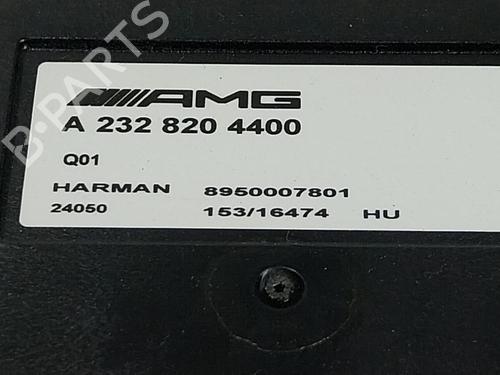 AMG
A 232 820 4400
Q01
HARMAN 8950007801
24050 153/16474 HU
B-PARTS